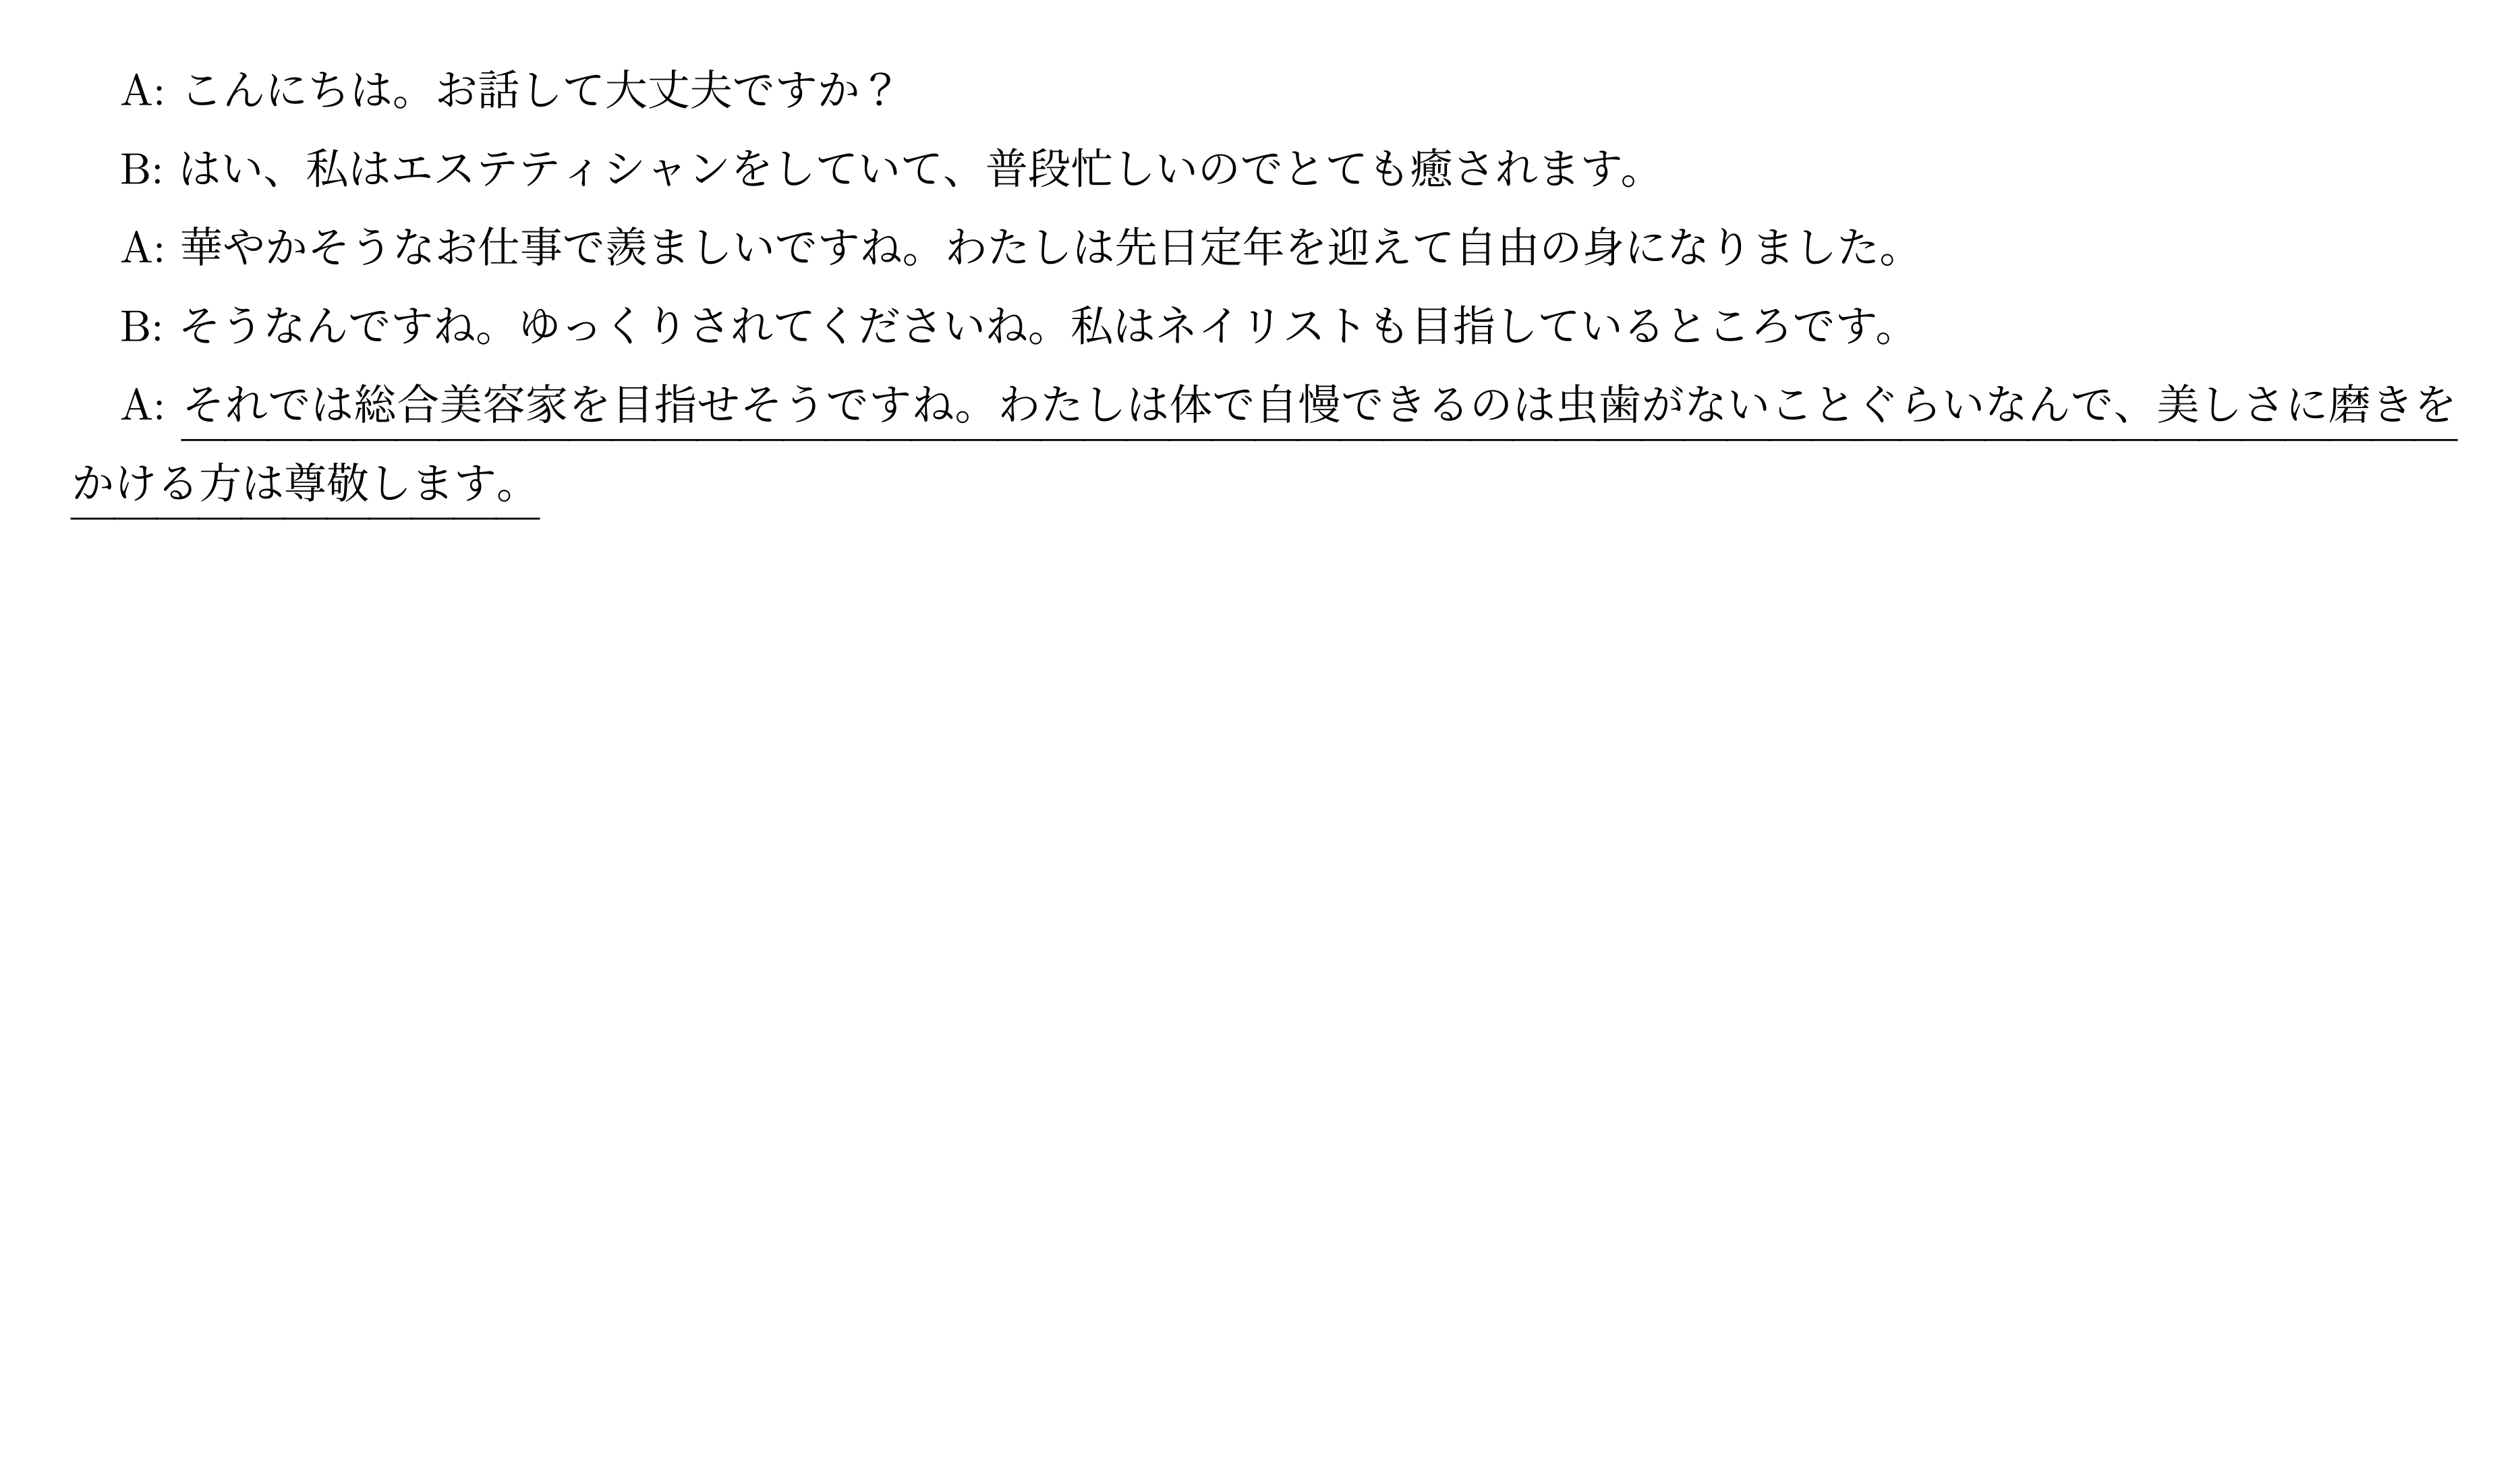 A: こんにちは。お話して大丈夫ですか？
B: はい、私はエステティシャンをしていて、普段忙しいのでとても癒されます。
A: 華やかそうなお仕事で羨ましいですね。わたしは先日定年を迎えて自由の身になりました。
B: そうなんですね。ゆっくりされてくださいね。私はネイリストも目指しているところです。
A: それでは総合美容家を目指せそうですね。わたしは体で自慢できるのは虫歯がないことぐらいなんで、美しさに磨きを
かける方は尊敬します。